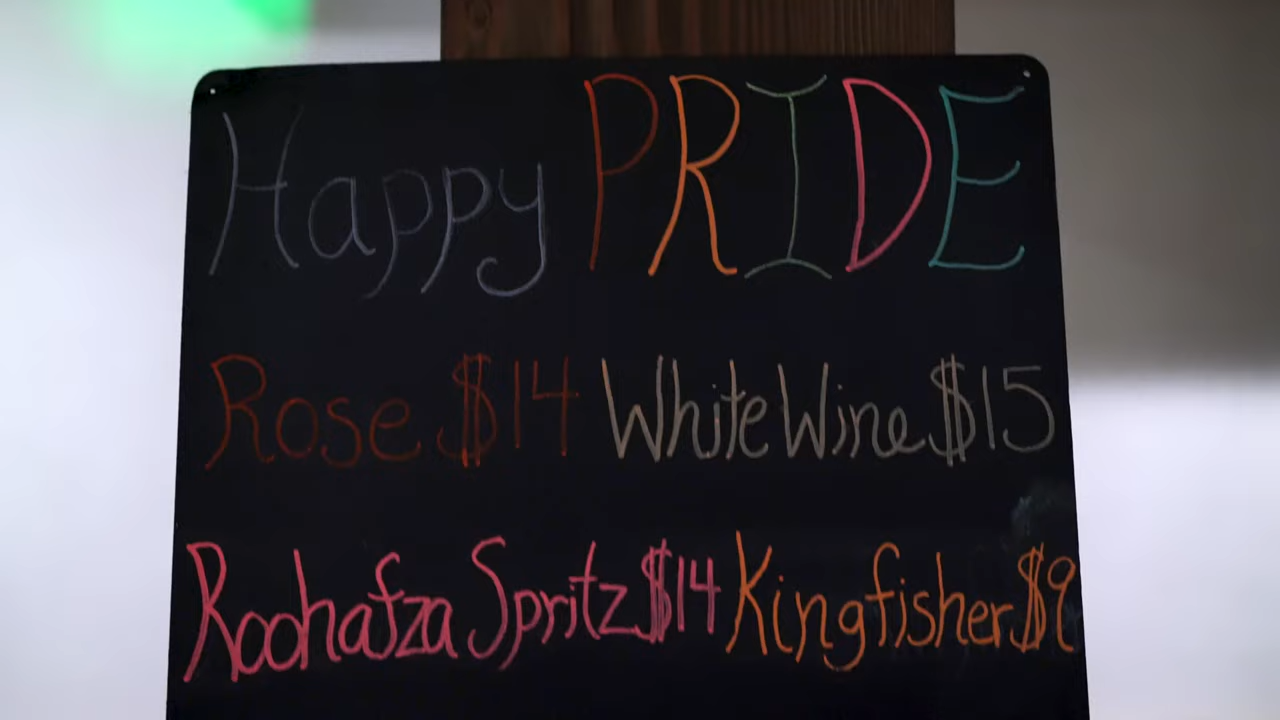 Happy PRIDE
Rose $14 White Wine $15
Roohafza Spritz $14 Kingfisher $9